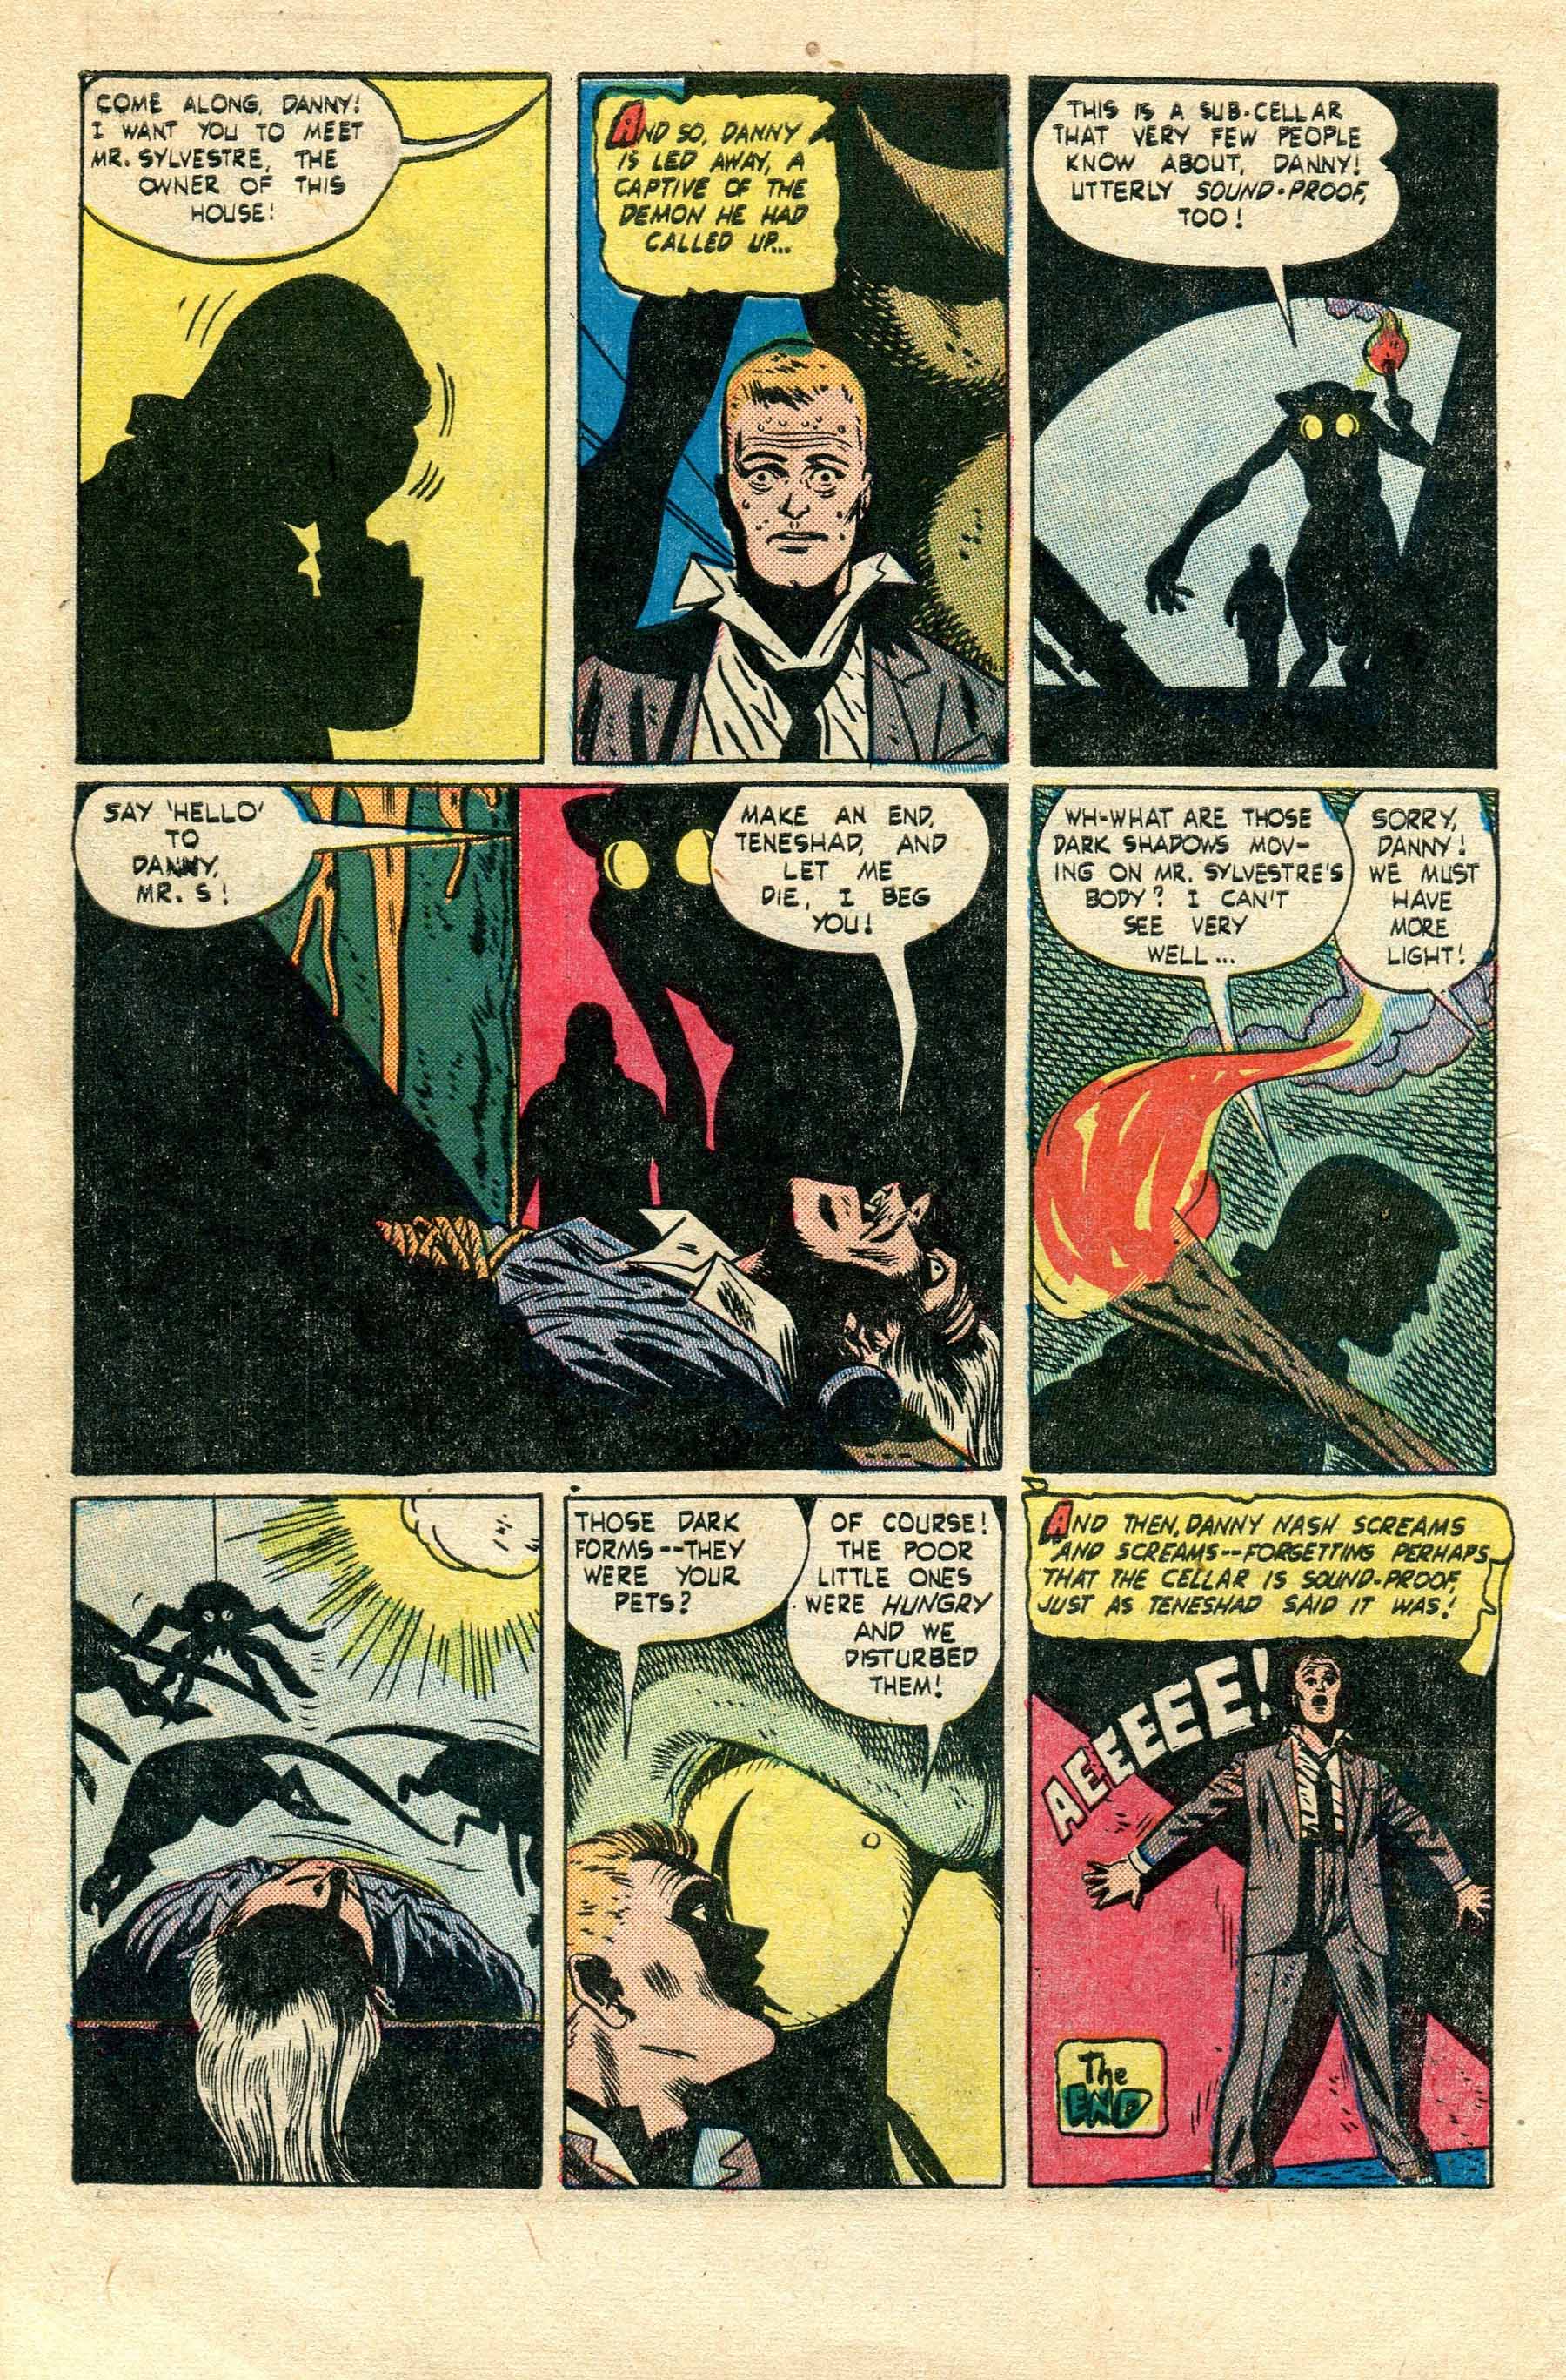 COME ALONG, DANNY!
I WANT YOU TO MEET
MR. SYLVESTRE, THE
OWNER OF THIS
HOUSE!
AND SO, DANNY
IS LED AWAY, A
CAPTIVE OF THE
DEMON HE HAD
CALLED UP...
THIS IS A SUB-CELLAR
THAT VERY FEW PEOPLE
KNOW ABOUT, DANNY!
UTTERLY SOUND-PROOF,
TOO!
SAY 'HELLO'
TO
DANNY,
MR. S!
MAKE AN END,
TENESHAD, AND
LET ME
DIE, I BEG
YOU!
WH-WHAT ARE THOSE
DARK SHADOWS MOV-
ING ON MR. SYLVESTRE'S
BODY? I CAN'T
SEE VERY
WELL...
SORRY,
DANNY!
WE MUST
HAVE
MORE
LIGHT!
THOSE DARK
FORMS--THEY
WERE YOUR
PETS?
OF COURSE!
THE POOR
LITTLE ONES
WERE HUNGRY
AND WE
DISTURBED
THEM!
AND THEN, DANNY NASH SCREAMS
AND SCREAMS--FORGETTING PERHAPS,
THAT THE CELLAR IS SOUND-PROOF,
JUST AS TENESHAD SAID IT WAS!
AEEEEE!
The
END